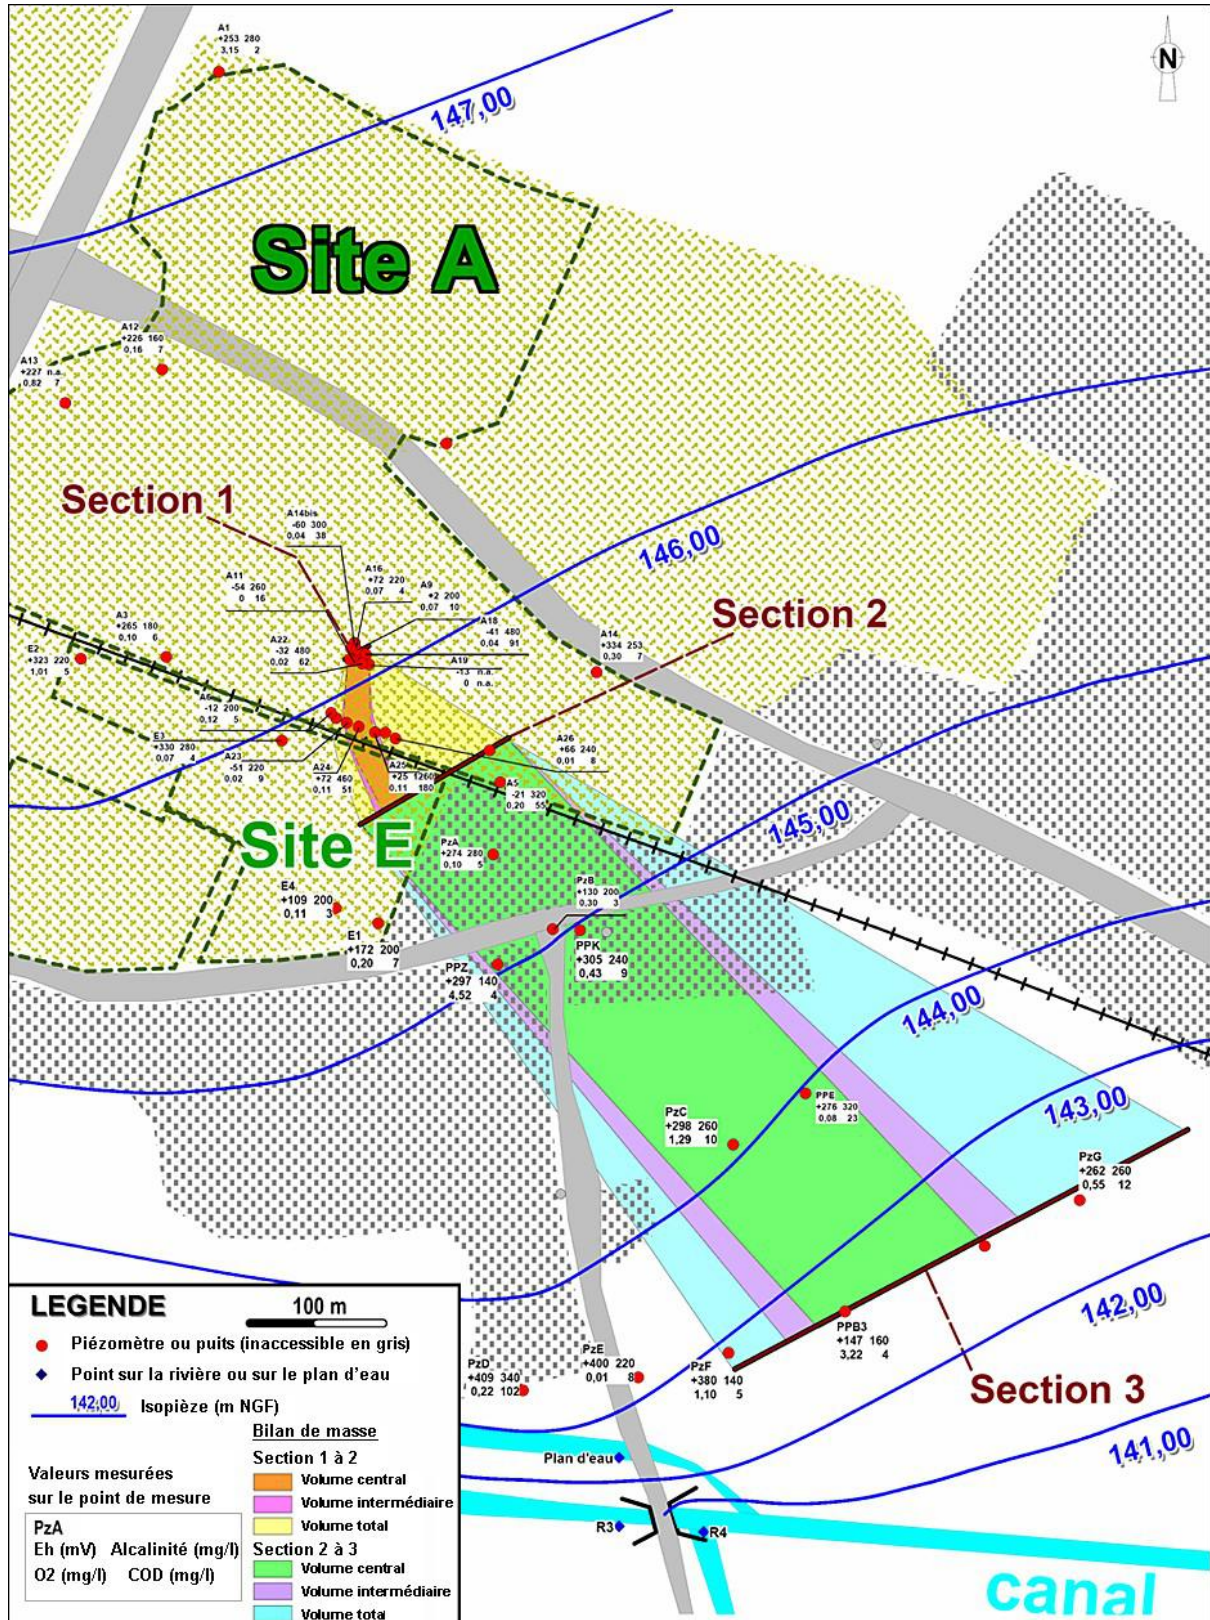 A1
+253 280
3,15 2
N
147,00
Site A
A12
+226 160
0,16 7
A13
+227 n.a.
0,82 7
Section 1
A14bis
-60 300
0,04 38
146,00
A11
-54 260
0 16
A16
+72 220
0,07 4
A9
+2 200
0,07 10
Section 2
A3
+265 180
0,10 6
A18
-41 480
0,04 91
E2
+323 220
1,01 5
A22
-32 480
0,02 62
A19
-13 n.a.
0 n.a.
A14
+334 253
0,30 7
A6
-12 200
0,12 5
E3
+330 280
0,07 4
A23
-51 220
0,02 9
A24
+72 460
0,11 51
A25
+25 1260
0,11 180
A26
+66 240
0,01 8
A5
-21 320
0,20 55
145,00
Site E
PzA
+274 280
0,10 5
E4
+109 200
0,11 3
PzB
+130 200
0,30 3
E1
+172 200
0,20 7
PPZ
+297 140
4,52 4
PPK
+305 240
0,43 9
144,00
PPE
+276 320
0,08 23
PzC
+298 260
1,29 10
143,00
PzG
+262 260
0,55 12
142,00
PPB3
+147 160
3,22 4
PzD
+409 340
0,22 102
PzE
+400 220
0,01 8
PzF
+380 140
1,10 5
Section 3
141,00
Plan d'eau
R3
R4
canal
LEGENDE
100 m
Piézomètre ou puits (inaccessible en gris)
Point sur la rivière ou sur le plan d'eau
142,00 Isopièze (m NGF)
Bilan de masse
Section 1 à 2
Volume central
Volume intermédiaire
Volume total
Section 2 à 3
Volume central
Volume intermédiaire
Volume total
Valeurs mesurées
sur le point de mesure
PzA
Eh (mV) Alcalinité (mg/l)
O2 (mg/l) COD (mg/l)